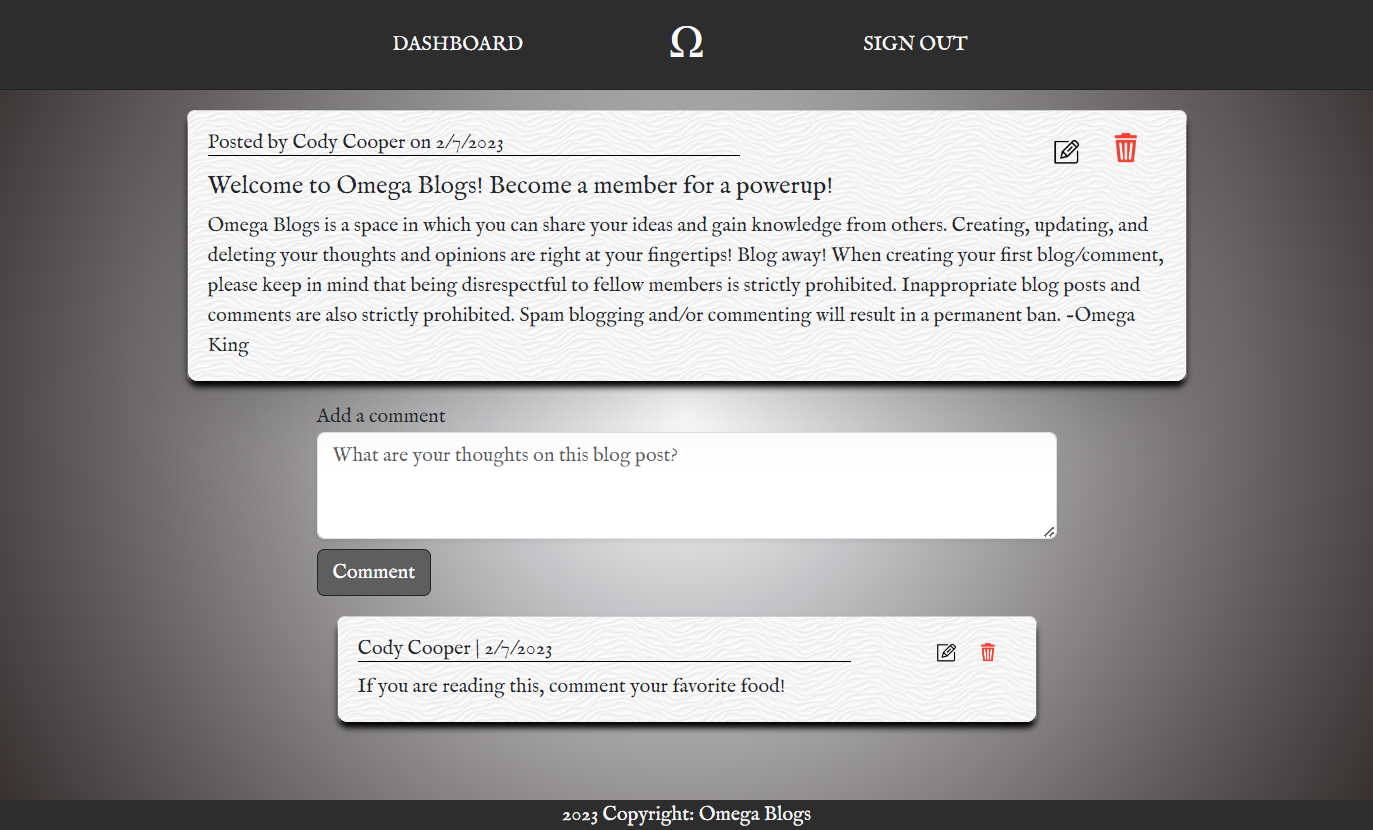 DASHBOARD Ω SIGN OUT
Posted by Cody Cooper on 2/7/2023
Welcome to Omega Blogs! Become a member for a powerup!
Omega Blogs is a space in which you can share your ideas and gain knowledge from others. Creating, updating, and
deleting your thoughts and opinions are right at your fingertips! Blog away! When creating your first blog/comment,
please keep in mind that being disrespectful to fellow members is strictly prohibited. Inappropriate blog posts and
comments are also strictly prohibited. Spam blogging and/or commenting will result in a permanent ban. ~Omega
King
Add a comment
What are your thoughts on this blog post?
Comment
Cody Cooper | 2/7/2023
If you are reading this, comment your favorite food!
2023 Copyright: Omega Blogs